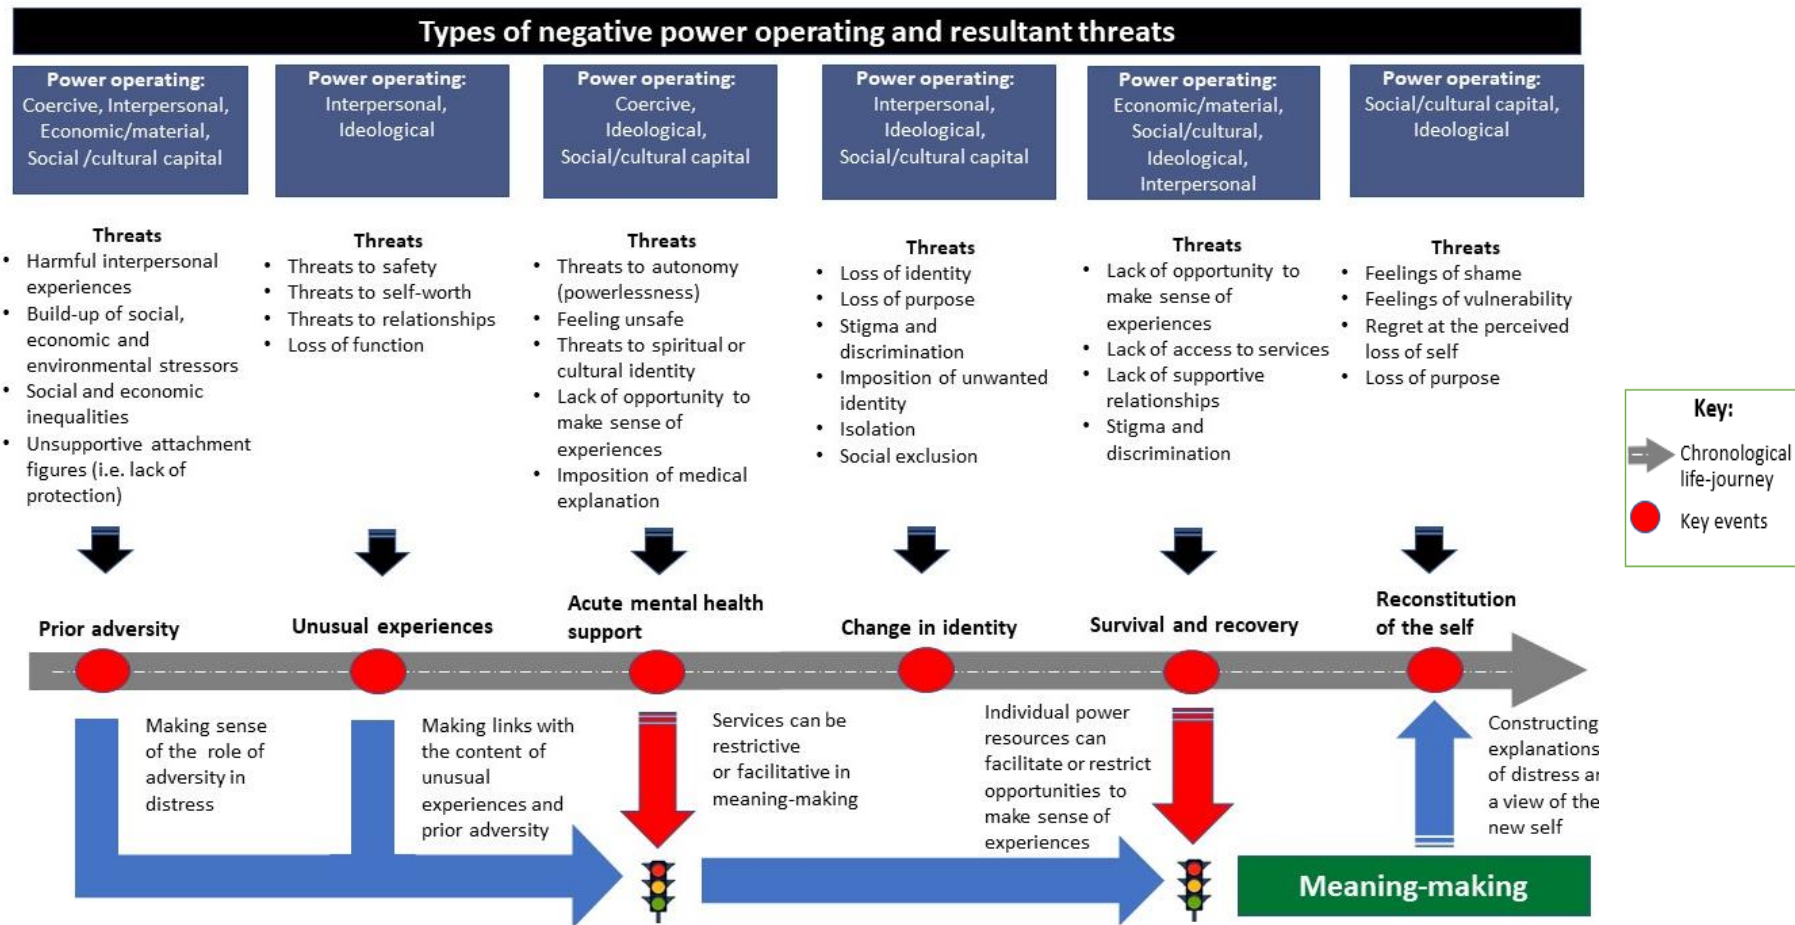 Types of negative power operating and resultant threats
Power operating:
Coercive, Interpersonal,
Economic/material,
Social /cultural capital
Power operating:
Interpersonal,
Ideological
Power operating:
Coercive,
Ideological,
Social/cultural capital
Power operating:
Interpersonal,
Ideological,
Social/cultural capital
Power operating:
Economic/material,
Social/cultural,
Ideological,
Interpersonal
Power operating:
Social/cultural capital,
Ideological
Threats
• Harmful interpersonal
experiences
• Build-up of social,
economic and
environmental stressors
• Social and economic
inequalities
• Unsupportive attachment
figures (i.e. lack of
protection)
Threats
• Threats to safety
• Threats to self-worth
• Threats to relationships
• Loss of function
Threats
• Threats to autonomy
(powerlessness)
• Feeling unsafe
• Threats to spiritual or
cultural identity
• Lack of opportunity to
make sense of
experiences
• Imposition of medical
explanation
Threats
• Loss of identity
• Loss of purpose
• Stigma and
discrimination
• Imposition of unwanted
identity
• Isolation
• Social exclusion
Threats
• Lack of opportunity to
make sense of
experiences
• Lack of access to services
• Lack of supportive
relationships
• Stigma and
discrimination
Threats
• Feelings of shame
• Feelings of vulnerability
• Regret at the perceived
loss of self
• Loss of purpose
Key:
Chronological
life-journey
Key events
Prior adversity
Unusual experiences
Acute mental health
support
Change in identity
Survival and recovery
Reconstitution
of the self
Making sense
of the role of
adversity in
distress
Making links with
the content of
unusual
experiences and
prior adversity
Services can be
restrictive
or facilitative in
meaning-making
Individual power
resources can
facilitate or restrict
opportunities to
make sense of
experiences
Constructing
explanations
of distress
a view of the
new self
Meaning-making